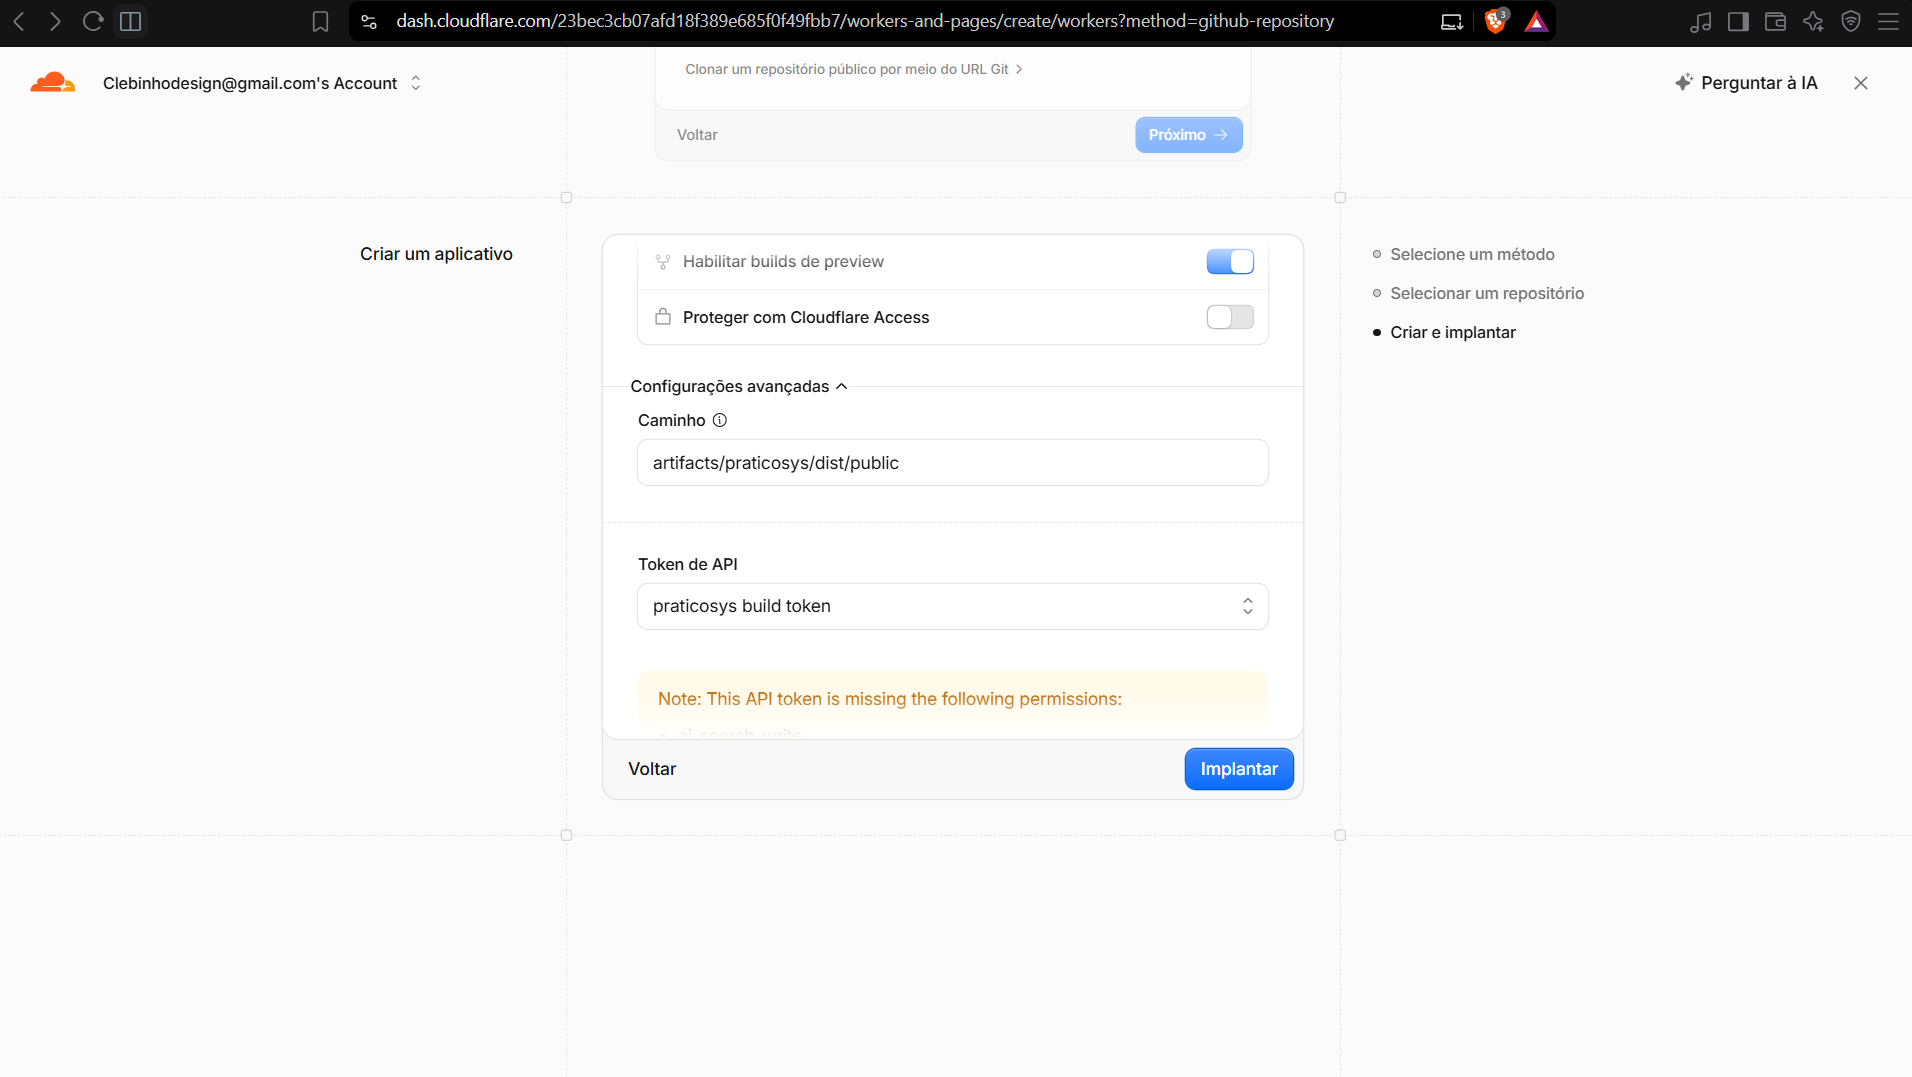 dash.cloudflare.com/23bec3cb07afd18f389e685f0f49fbb7/workers-and-pages/create/workers?method=github-repository
3
Clebinhodesign@gmail.com's Account
Perguntar à IA
Clonar um repositório público por meio do URL Git
Voltar
Próximo
Criar um aplicativo
Habilitar builds de preview
Proteger com Cloudflare Access
Configurações avançadas
Caminho
artifacts/praticosys/dist/public
Token de API
praticosys build token
Note: This API token is missing the following permissions:
ai_search_write
Voltar
Implantar
Selecione um método
Selecionar um repositório
Criar e implantar